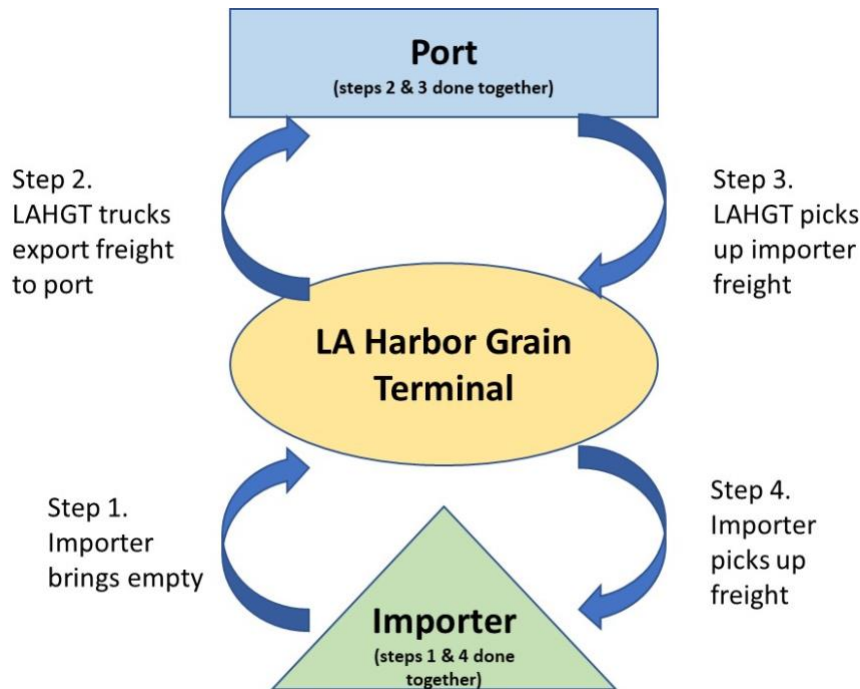 Port
(steps 2 & 3 done together)
Step 2.
LAHGT trucks
export freight
to port
Step 3.
LAHGT picks
up importer
freight
LA Harbor Grain
Terminal
Step 1.
Importer
brings empty
Step 4.
Importer
picks up
freight
Importer
(steps 1 & 4 done
together)